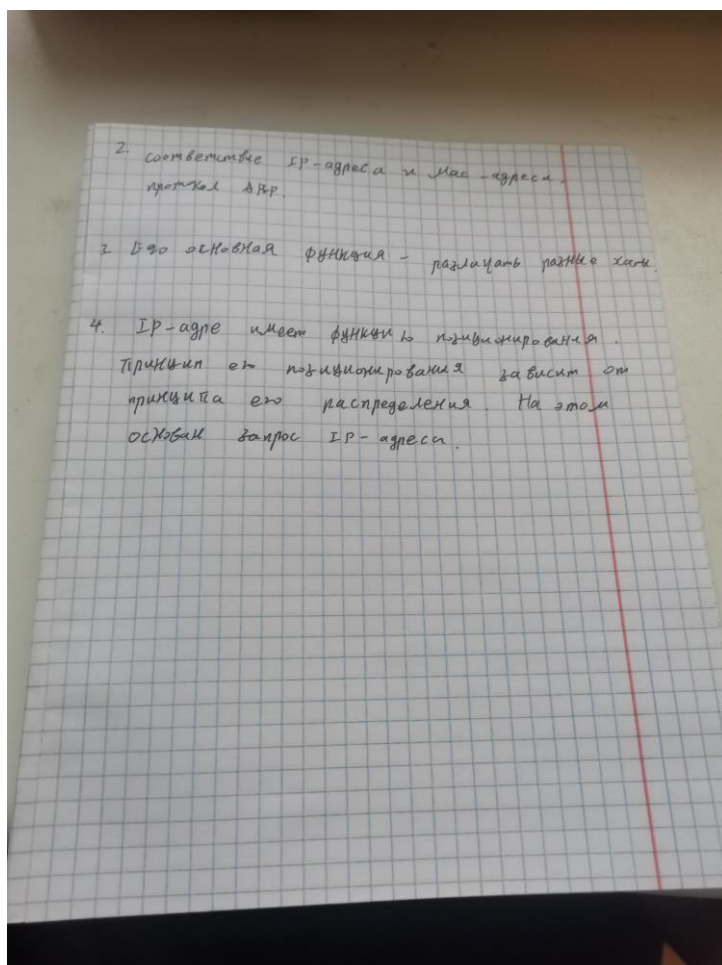 2. соответствие IP-адреса и Mac-адреса.
протокол ARP.
3 Его основная функция - различать разные
4. IP-адре имеет функцию позиционирования.
Принцип его позиционирования зависит от
принципа его распределения. На этом
основан запрос IP-адреса.